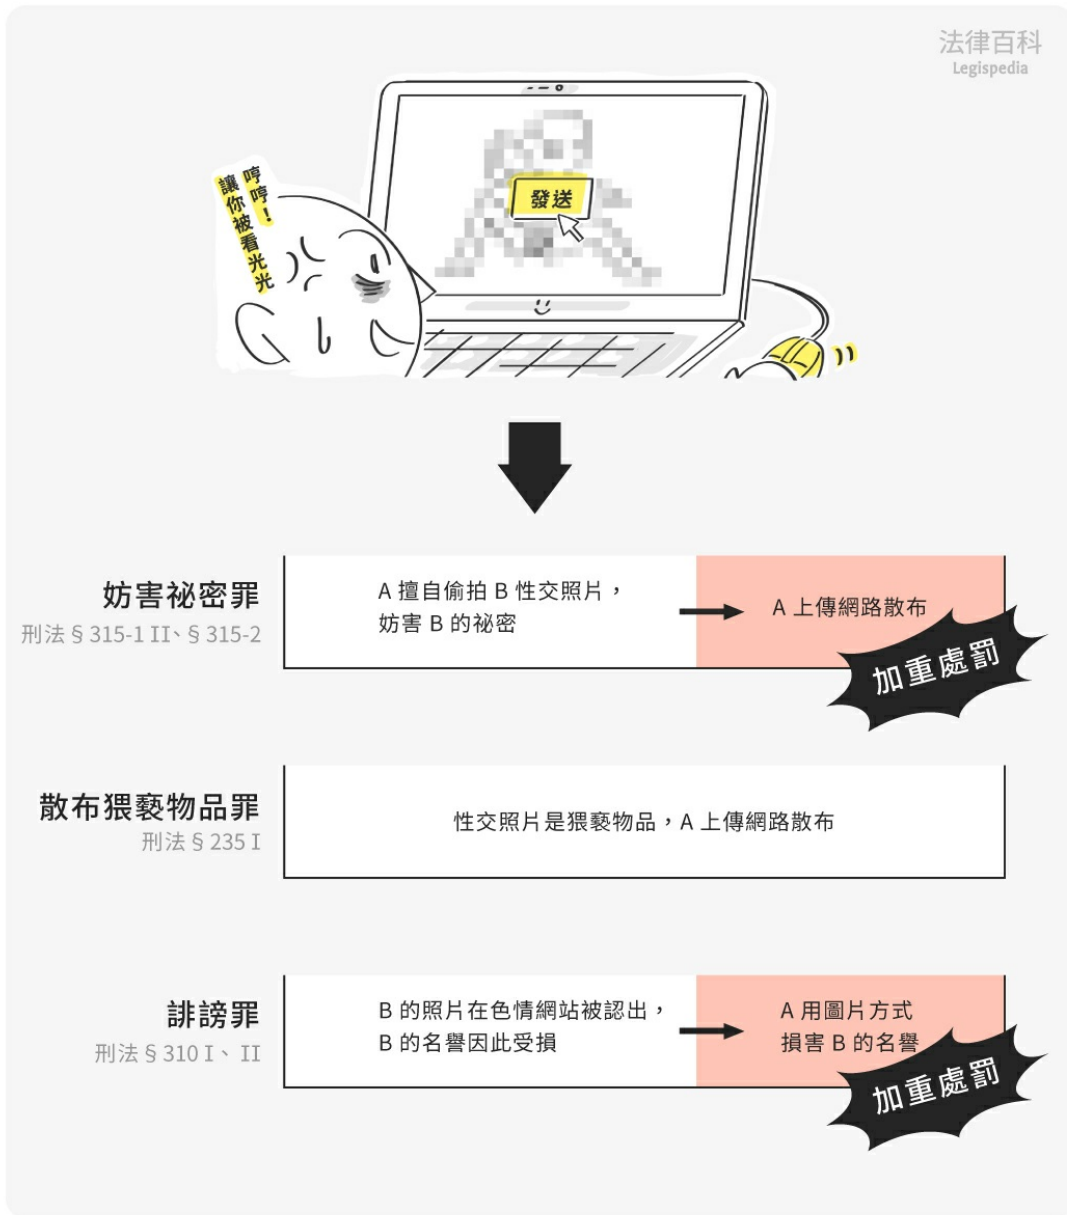 法律百科
Legispedia
哼哼！
讓你被看光光
發送
妨害祕密罪
刑法 § 315-1 II、§ 315-2
A 擅自偷拍 B 性交照片，
妨害 B 的祕密
A 上傳網路散布
加重處罰
散布猥褻物品罪
刑法 § 235 I
性交照片是猥褻物品，A 上傳網路散布
誹謗罪
刑法 § 310 I、 II
B 的照片在色情網站被認出，
B 的名譽因此受損
A 用圖片方式
損害 B 的名譽
加重處罰